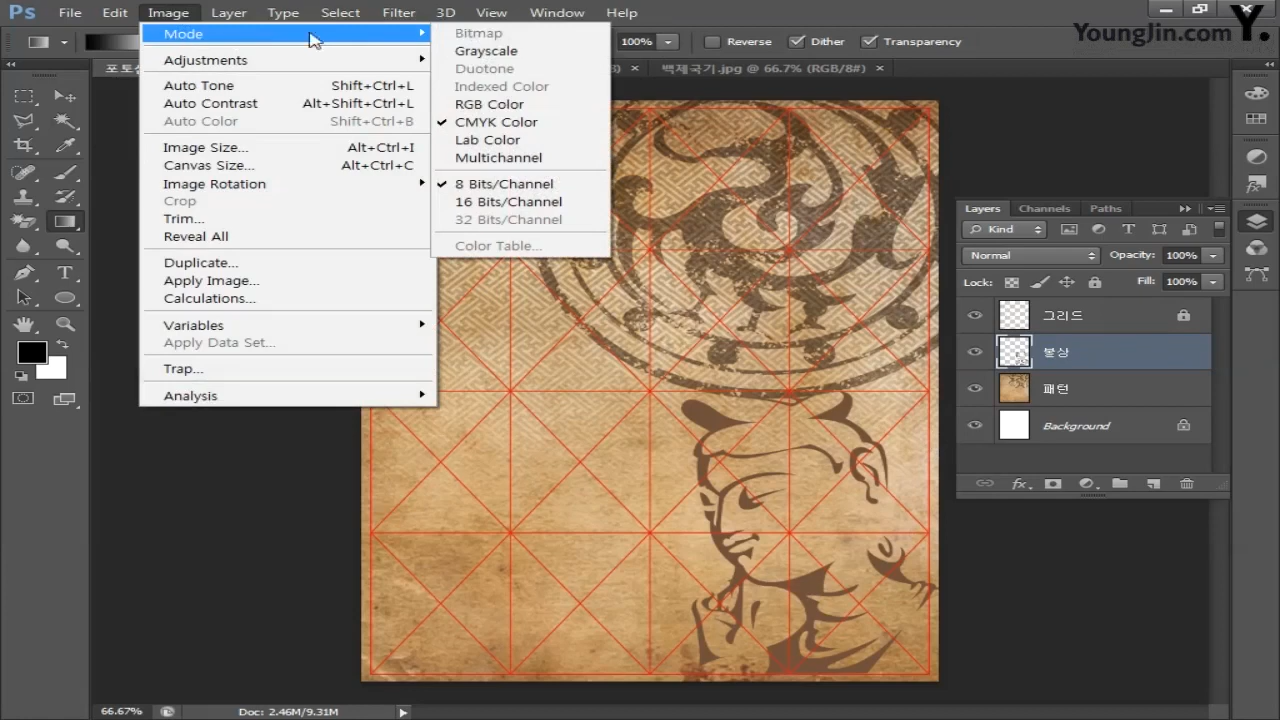 Ps File Edit Image Layer Type Select Filter 3D View Window Help
YoungJin.com Y.
100% Reverse Dither Transparency
포토샵
백제국기.jpg @ 66.7% (RGB/8#) ×
Mode
Adjustments
Auto Tone Shift+Ctrl+L
Auto Contrast Alt+Shift+Ctrl+L
Auto Color Shift+Ctrl+B
Image Size... Alt+Ctrl+I
Canvas Size... Alt+Ctrl+C
Image Rotation
Crop
Trim...
Reveal All
Duplicate...
Apply Image...
Calculations...
Variables
Apply Data Set...
Trap...
Analysis
Bitmap
Grayscale
Duotone
Indexed Color
RGB Color
CMYK Color
Lab Color
Multichannel
8 Bits/Channel
16 Bits/Channel
32 Bits/Channel
Color Table...
Layers Channels Paths
Kind
Normal Opacity: 100%
Lock: Fill: 100%
그리드
불상
패턴
Background
66.67% Doc: 2.46M/9.31M